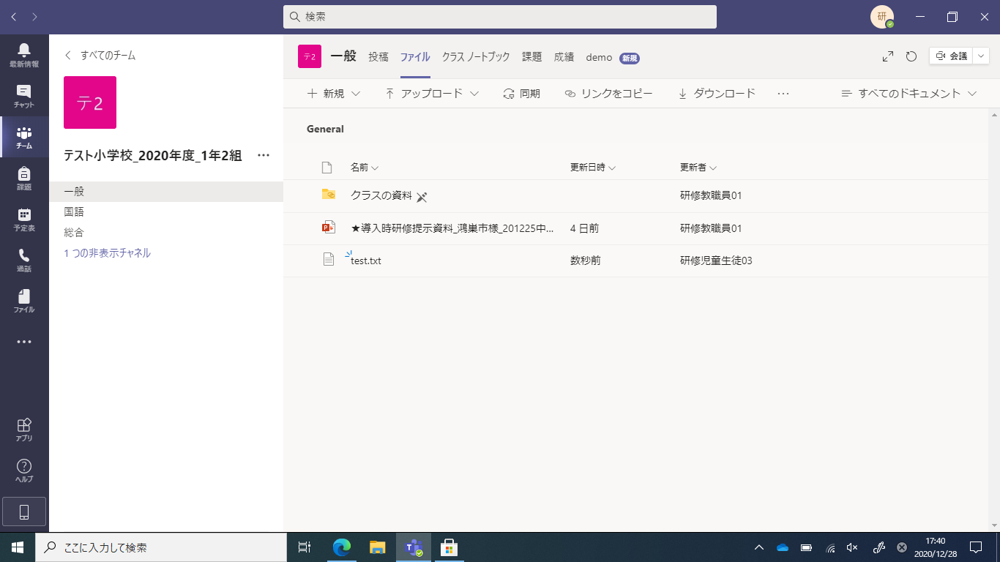 検索
研
最新情報
チャット
チーム
課題
予定表
通話
ファイル
アプリ
ヘルプ
すべてのチーム
テ2
テスト小学校_2020年度_1年2組
一般
国語
総合
1 つの非表示チャネル
テ2 一般 投稿 ファイル クラス ノートブック 課題 成績 demo 新規 会議
新規 アップロード 同期 リンクをコピー ダウンロード すべてのドキュメント
General
名前 更新日時 更新者
クラスの資料 研修教職員01
★導入時研修提示資料_鴻巣市様_201225中... 4 日前 研修教職員01
test.txt 数秒前 研修児童生徒03
ここに入力して検索
17:40
2020/12/28